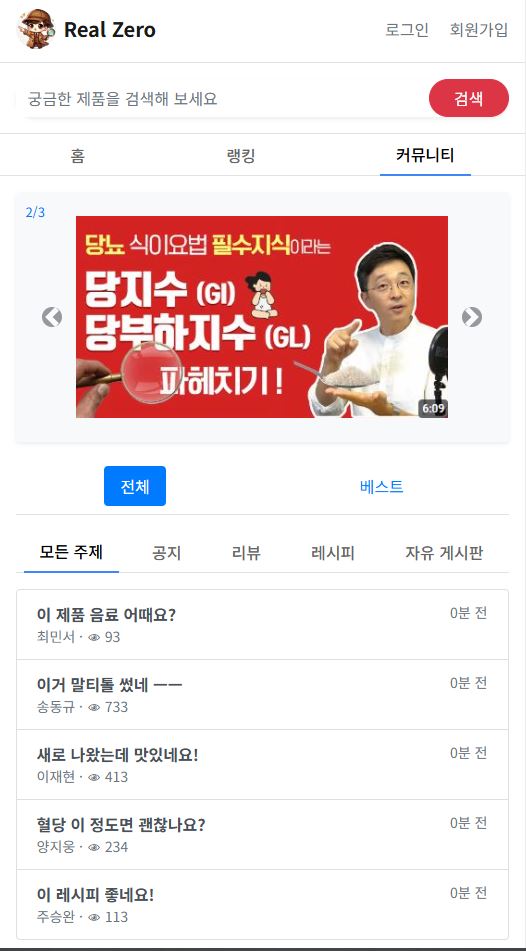 Real Zero
로그인 회원가입
궁금한 제품을 검색해 보세요 검색
홈 랭킹 커뮤니티
2/3
당뇨 식이요법 필수지식이라는
당지수 (GI)
당부하지수 (GL)
파헤치기 !
6:09
전체 베스트
모든 주제 공지 리뷰 레시피 자유 게시판
이 제품 음료 어때요? 0분 전
최민서 · 93
이거 말티톨 썼네 ㅡㅡ 0분 전
송동규 · 733
새로 나왔는데 맛있네요! 0분 전
이재현 · 413
혈당 이 정도면 괜찮나요? 0분 전
양지웅 · 234
이 레시피 좋네요! 0분 전
주승완 · 113